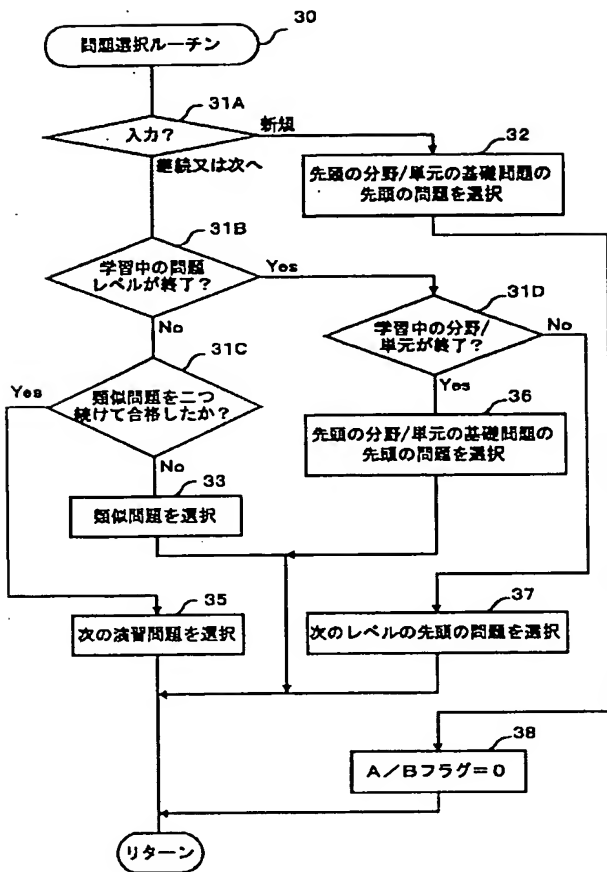 30
問題選択ルーチン
31A
入力？
新規
継続又は次へ
32
先頭の分野/単元の基礎問題の
先頭の問題を選択
31B
学習中の問題
レベルが終了？
Yes
No
31D
学習中の分野/
単元が終了？
No
Yes
31C
類似問題を二つ
続けて合格したか？
Yes
No
36
先頭の分野/単元の基礎問題の
先頭の問題を選択
33
類似問題を選択
35
次の演習問題を選択
37
次のレベルの先頭の問題を選択
38
A／Bフラグ＝0
リターン